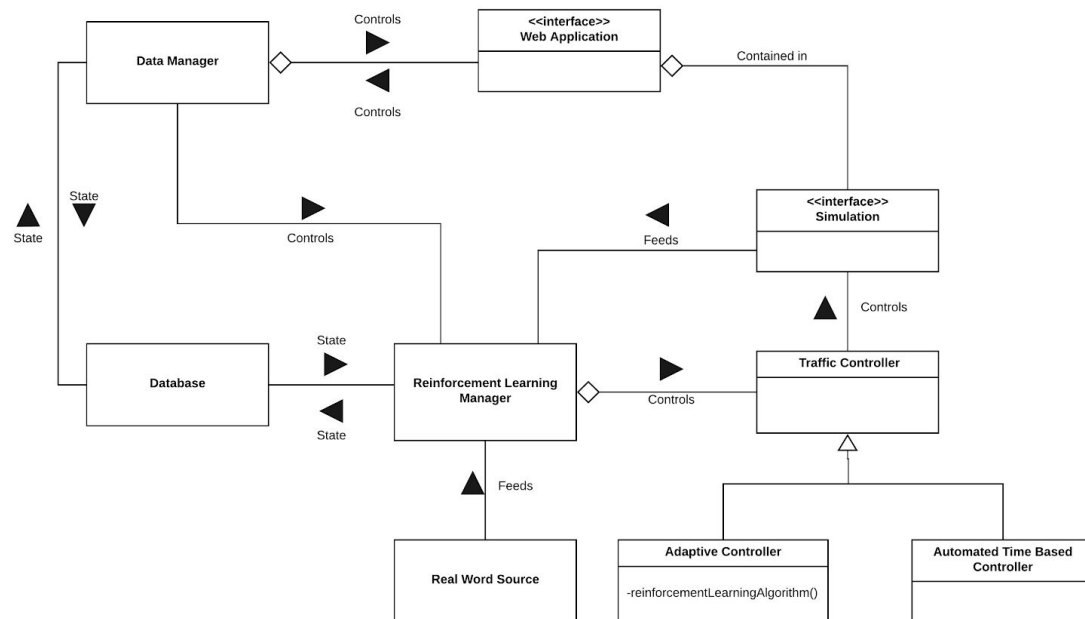 Controls
<<interface>>
Web Application
Data Manager
Contained in
Controls
State
<<interface>>
Simulation
State
Controls
Feeds
Controls
State
Traffic Controller
Database
Reinforcement Learning
Manager
Controls
State
Feeds
Adaptive Controller
Automated Time Based
Controller
Real Word Source
-reinforcementLearningAlgorithm()